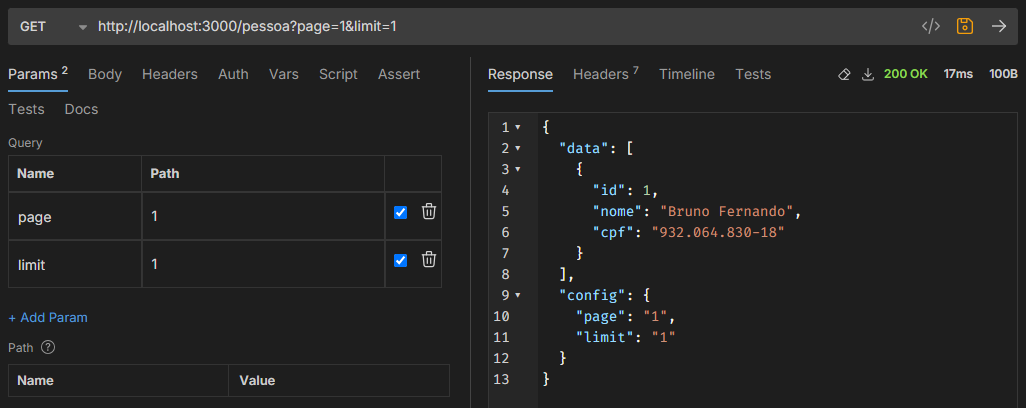 GET http://localhost:3000/pessoa?page=1&limit=1 </>
Params 2 Body Headers Auth Vars Script Assert
Tests Docs
Query
Name Path
page 1
limit 1
+ Add Param
Path ?
Name Value
Response Headers 7 Timeline Tests 200 OK 17ms 100B
1 {
2 "data": [
3 {
4 "id": 1,
5 "nome": "Bruno Fernando",
6 "cpf": "932.064.830-18"
7 }
8 ],
9 "config": {
10 "page": "1",
11 "limit": "1"
12 }
13 }